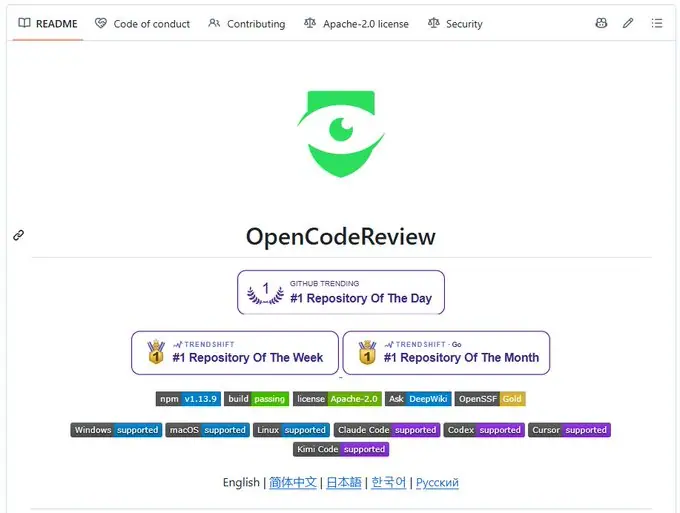 README Code of conduct Contributing Apache-2.0 license Security
OpenCodeReview
1 GITHUB TRENDING
#1 Repository Of The Day
1 TRENDSHIFT
#1 Repository Of The Week
1 TRENDSHIFT - Go
#1 Repository Of The Month
npm v1.13.9 build passing license Apache-2.0 Ask DeepWiki OpenSSF Gold
Windows supported macOS supported Linux supported Claude Code supported Codex supported Cursor supported
Kimi Code supported
English | 简体中文 | 日本語 | 한국어 | Русский